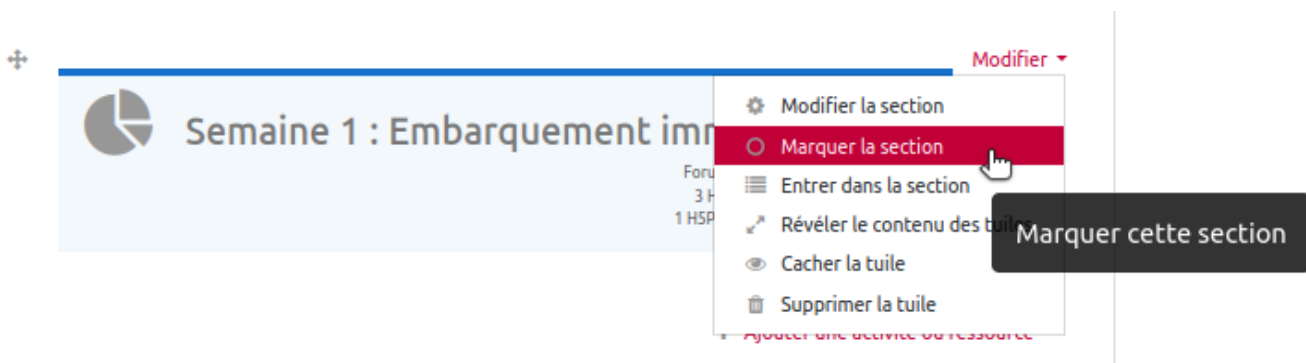 Modifier
Semaine 1 : Embarquement imm
Modifier la section
Marquer la section
Foru
3 H
Entrer dans la section
1 H5P
Révéler le contenu des tuiles
Marquer cette section
Cacher la tuile
Supprimer la tuile
Ajouter une activité ou ressource